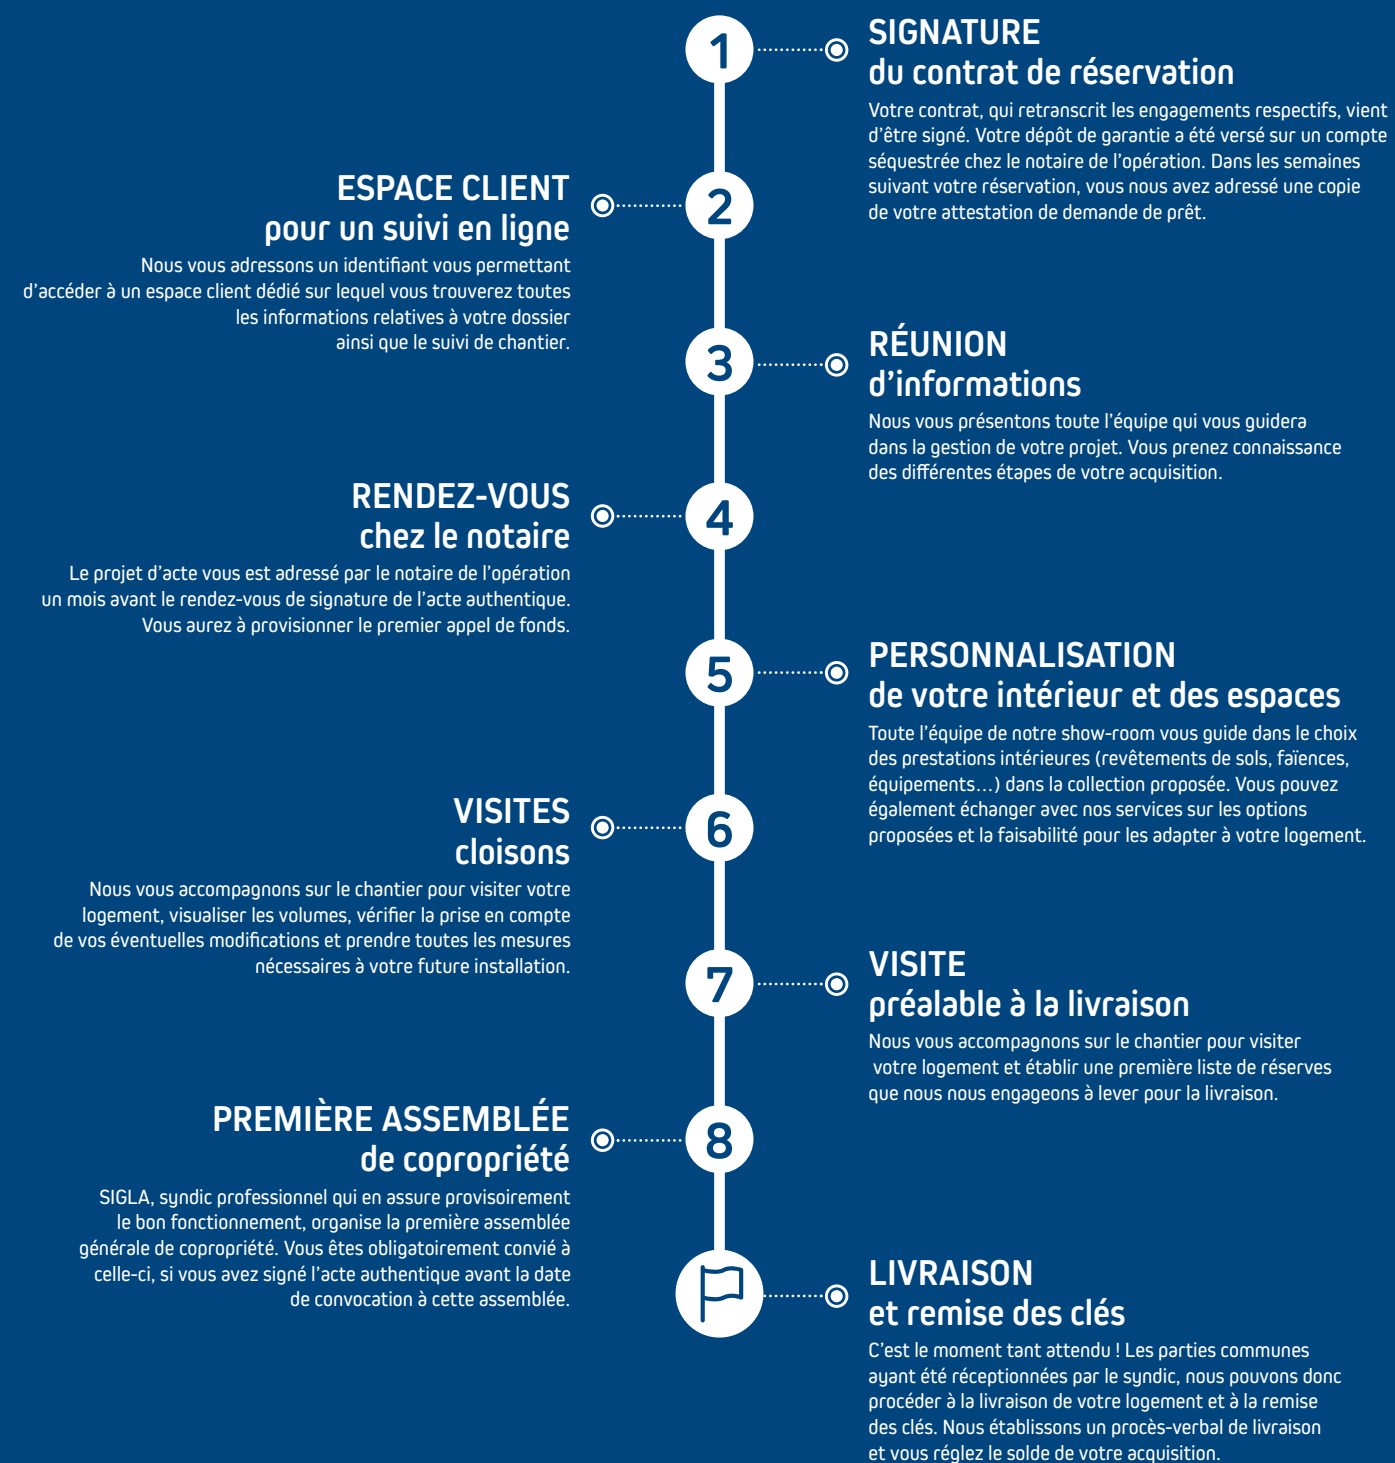 1
SIGNATURE
du contrat de réservation
Votre contrat, qui retranscrit les engagements respectifs, vient
d'être signé. Votre dépôt de garantie a été versé sur un compte
séquestrée chez le notaire de l'opération. Dans les semaines
suivant votre réservation, vous nous avez adressé une copie
de votre attestation de demande de prêt.
2
ESPACE CLIENT
pour un suivi en ligne
Nous vous adressons un identifiant vous permettant
d'accéder à un espace client dédié sur lequel vous trouverez toutes
les informations relatives à votre dossier
ainsi que le suivi de chantier.
3
RÉUNION
d'informations
Nous vous présentons toute l'équipe qui vous guidera
dans la gestion de votre projet. Vous prenez connaissance
des différentes étapes de votre acquisition.
4
RENDEZ-VOUS
chez le notaire
Le projet d'acte vous est adressé par le notaire de l'opération
un mois avant le rendez-vous de signature de l'acte authentique.
Vous aurez à provisionner le premier appel de fonds.
5
PERSONNALISATION
de votre intérieur et des espaces
Toute l'équipe de notre show-room vous guide dans le choix
des prestations intérieures (revêtements de sols, faïences,
équipements...) dans la collection proposée. Vous pouvez
également échanger avec nos services sur les options
proposées et la faisabilité pour les adapter à votre logement.
6
VISITES
cloisons
Nous vous accompagnons sur le chantier pour visiter votre
logement, visualiser les volumes, vérifier la prise en compte
de vos éventuelles modifications et prendre toutes les mesures
nécessaires à votre future installation.
7
VISITE
préalable à la livraison
Nous vous accompagnons sur le chantier pour visiter
votre logement et établir une première liste de réserves
que nous nous engageons à lever pour la livraison.
8
PREMIÈRE ASSEMBLÉE
de copropriété
SIGLA, syndic professionnel qui en assure provisoirement
le bon fonctionnement, organise la première assemblée
générale de copropriété. Vous êtes obligatoirement convié à
celle-ci, si vous avez signé l'acte authentique avant la date
de convocation à cette assemblée.
LIVRAISON
et remise des clés
C'est le moment tant attendu ! Les parties communes
ayant été réceptionnées par le syndic, nous pouvons donc
procéder à la livraison de votre logement et à la remise
des clés. Nous établissons un procès-verbal de livraison
et vous réglez le solde de votre acquisition.